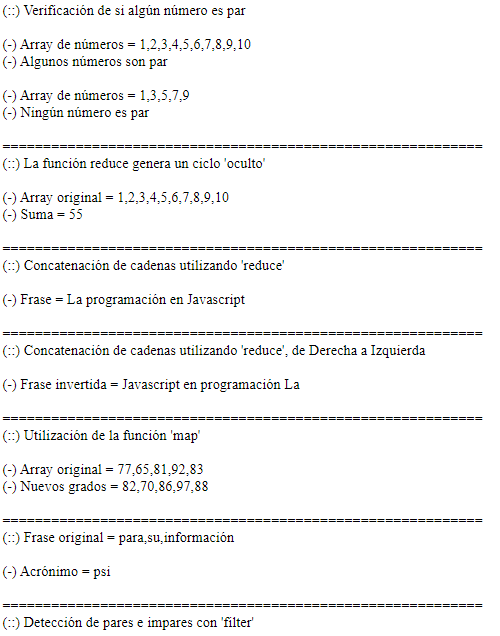 (::) Verificación de si algún número es par
(-) Array de números = 1,2,3,4,5,6,7,8,9,10
(-) Algunos números son par
(-) Array de números = 1,3,5,7,9
(-) Ningún número es par
============================================================
(::) La función reduce genera un ciclo 'oculto'
(-) Array original = 1,2,3,4,5,6,7,8,9,10
(-) Suma = 55
============================================================
(::) Concatenación de cadenas utilizando 'reduce'
(-) Frase = La programación en Javascript
============================================================
(::) Concatenación de cadenas utilizando 'reduce', de Derecha a Izquierda
(-) Frase invertida = Javascript en programación La
============================================================
(::) Utilización de la función 'map'
(-) Array original = 77,65,81,92,83
(-) Nuevos grados = 82,70,86,97,88
============================================================
(::) Frase original = para,su,información
(-) Acrónimo = psi
============================================================
(::) Detección de pares e impares con 'filter'